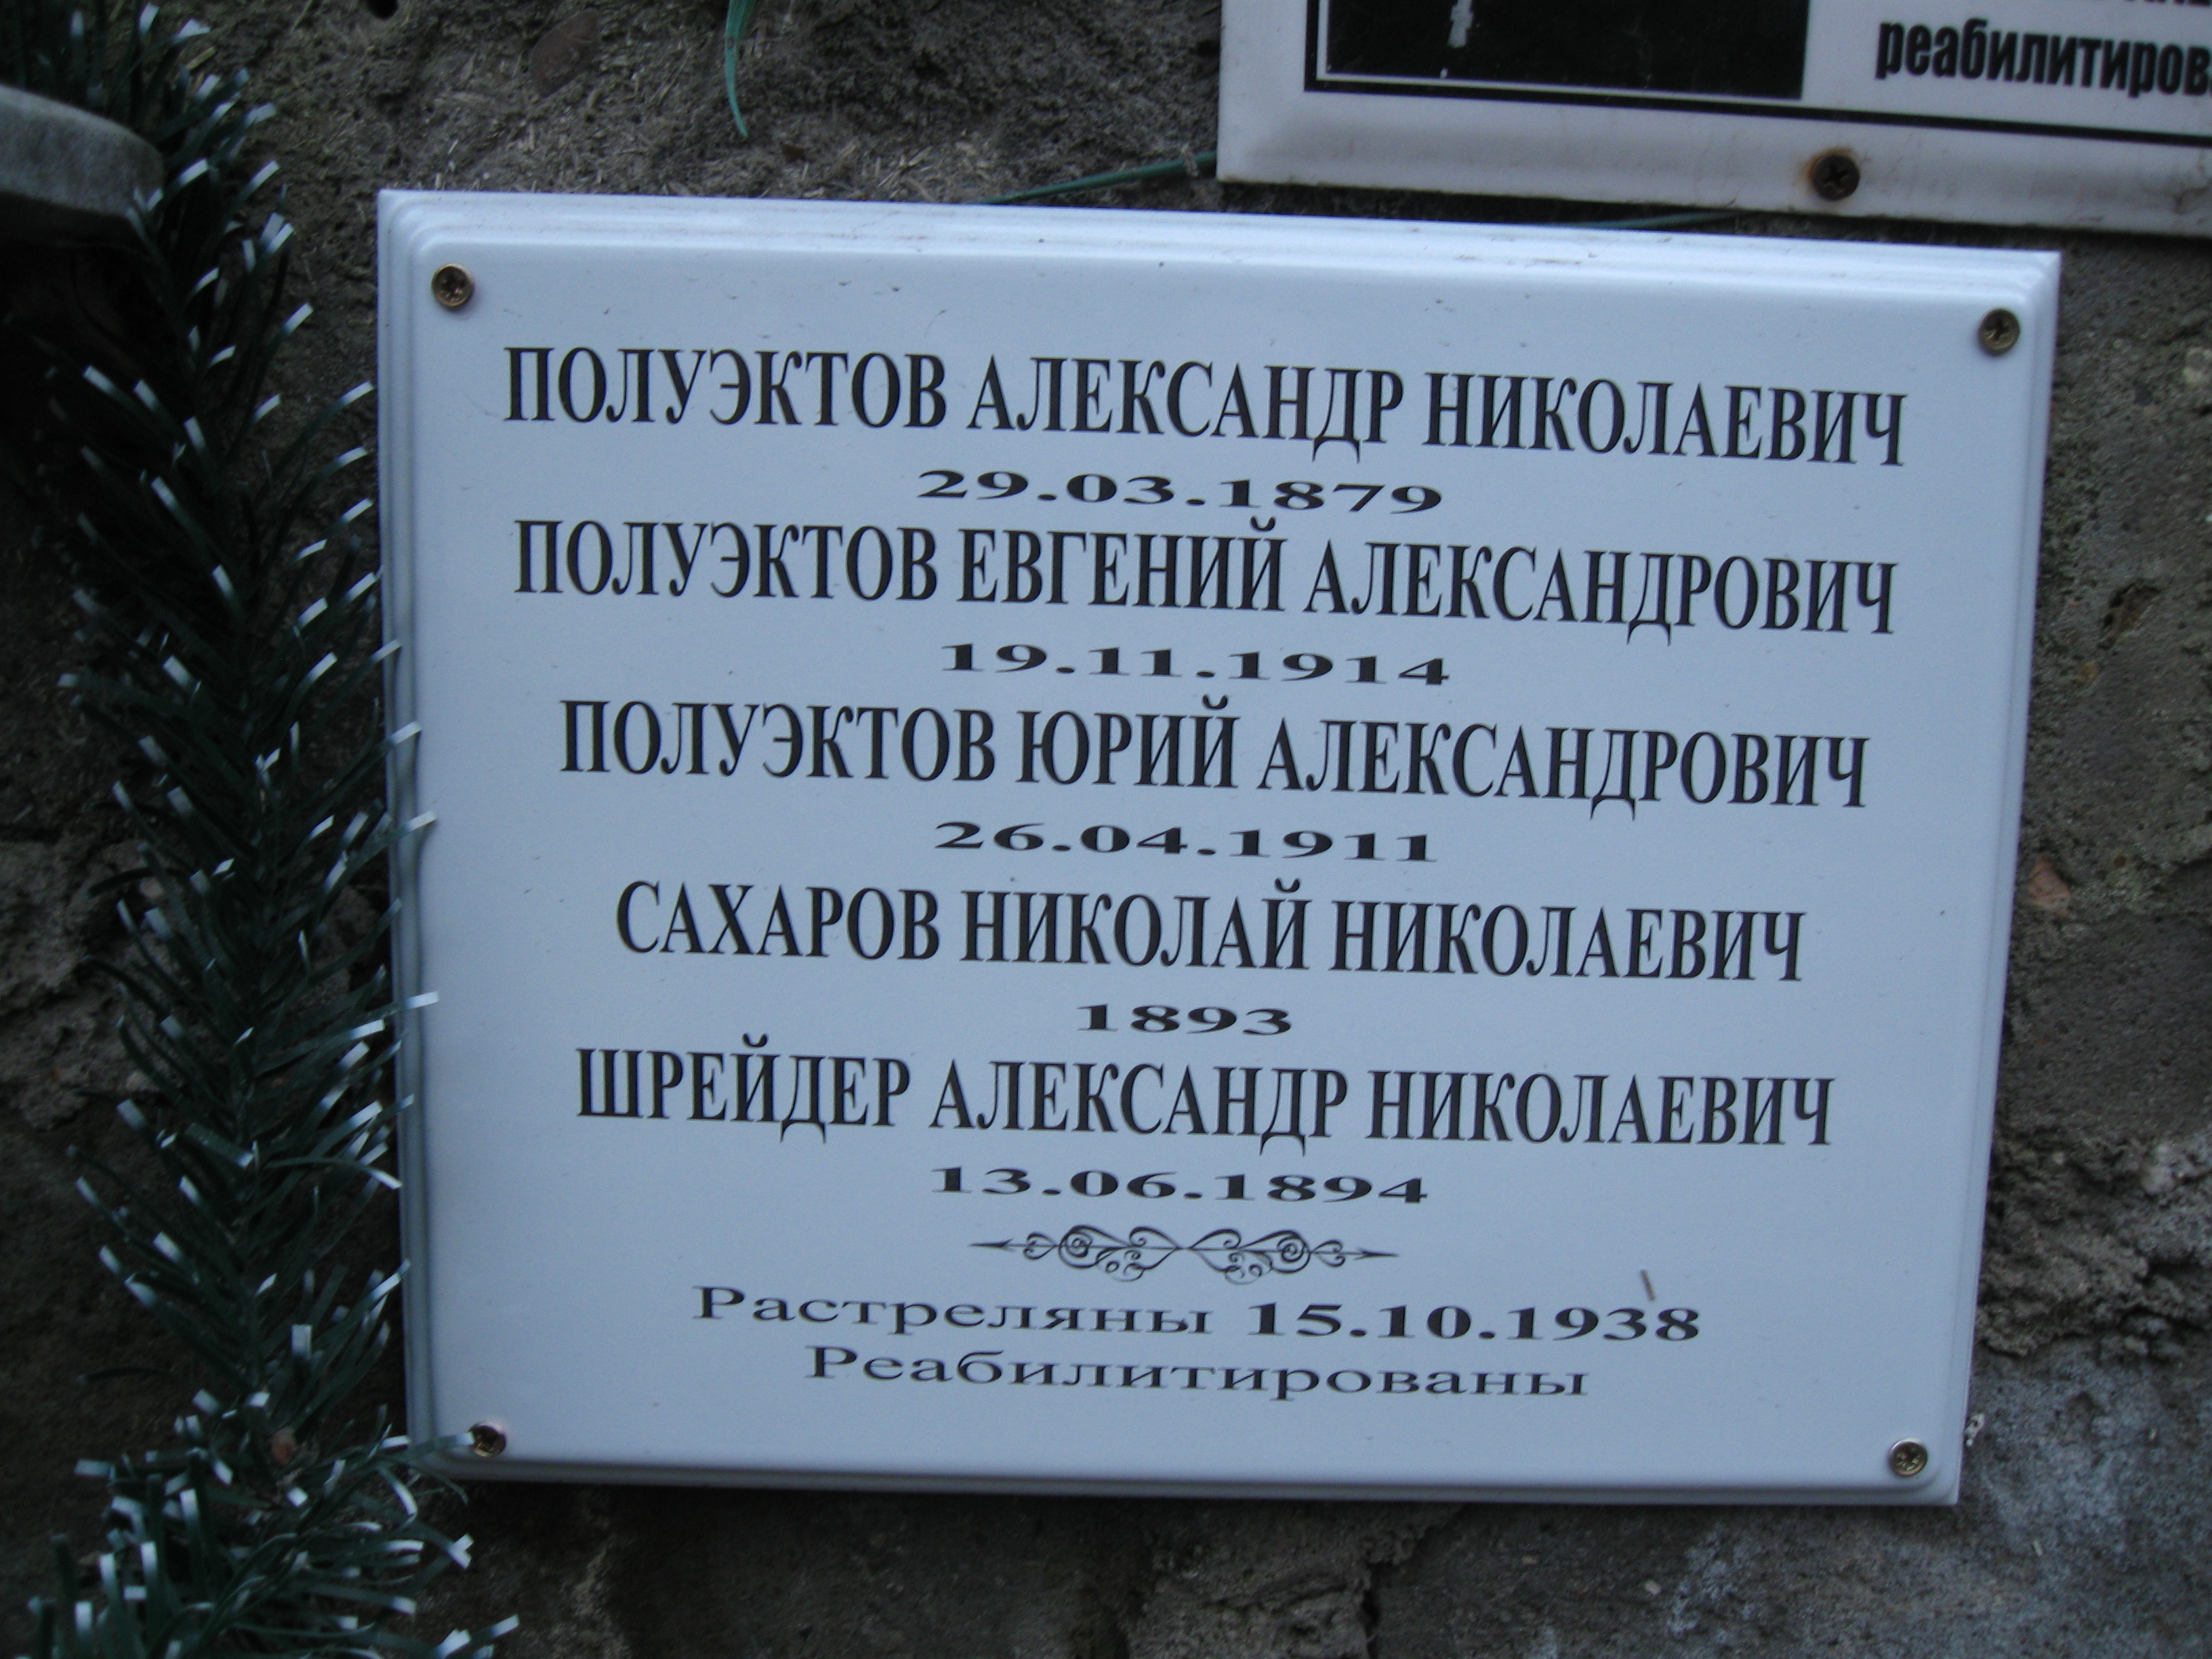 реабилитиров
ПОЛУЭКТОВ АЛЕКСАНДР НИКОЛАЕВИЧ
29.03.1879
ПОЛУЭКТОВ ЕВГЕНИЙ АЛЕКСАНДРОВИЧ
19.11.1914
ПОЛУЭКТОВ ЮРИЙ АЛЕКСАНДРОВИЧ
26.04.1911
САХАРОВ НИКОЛАЙ НИКОЛАЕВИЧ
1893
ШРЕЙДЕР АЛЕКСАНДР НИКОЛАЕВИЧ
13.06.1894
Растреляны 15.10.1938
Реабилитированы